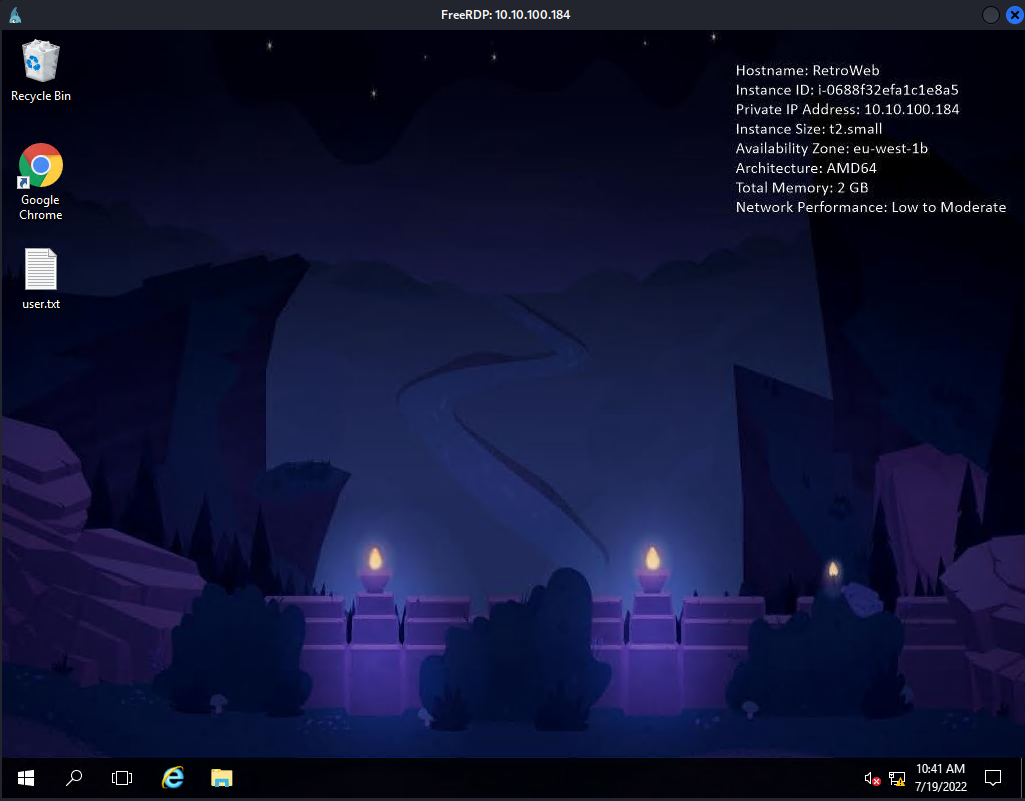 FreeRDP: 10.10.100.184
Recycle Bin
Google
Chrome
user.txt
Hostname: RetroWeb
Instance ID: i-0688f32efa1c1e8a5
Private IP Address: 10.10.100.184
Instance Size: t2.small
Availability Zone: eu-west-1b
Architecture: AMD64
Total Memory: 2 GB
Network Performance: Low to Moderate
10:41 AM
7/19/2022